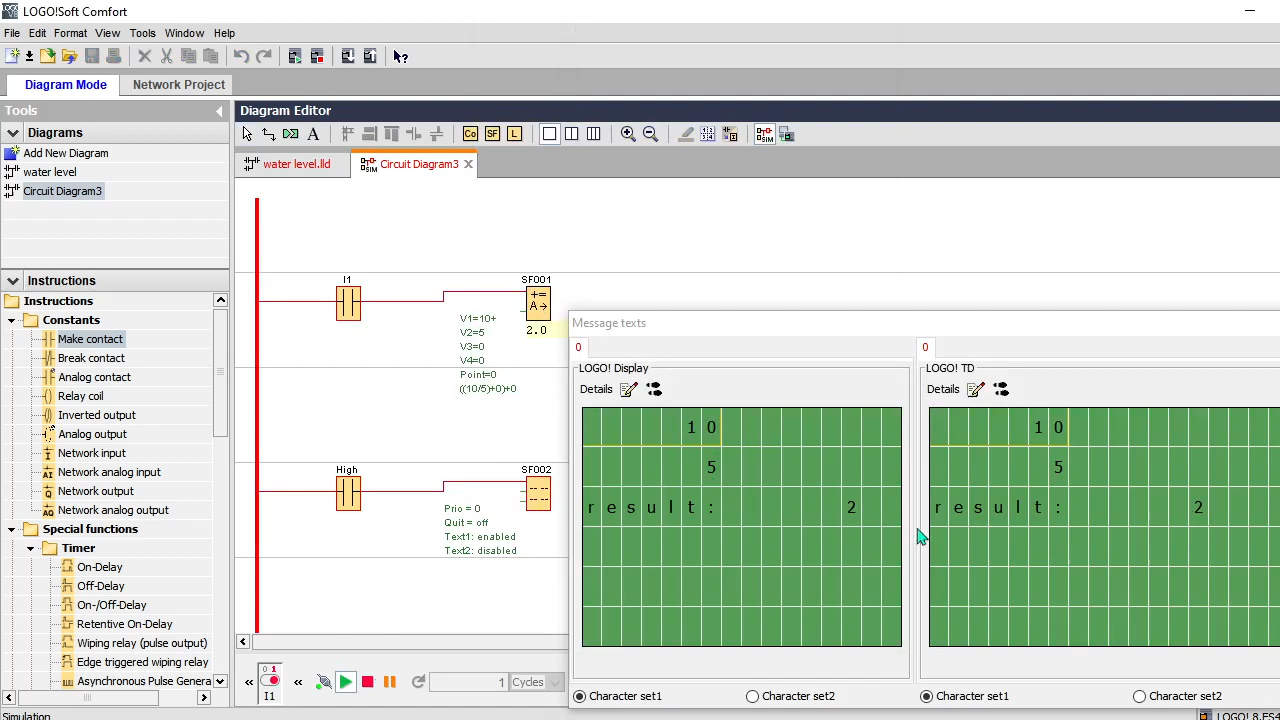 LOGO!Soft Comfort
File Edit Format View Tools Window Help
Diagram Mode Network Project
Tools
Diagrams
Add New Diagram
water level
Circuit Diagram3
Instructions
Instructions
Constants
Make contact
Break contact
Analog contact
Relay coil
Inverted output
Analog output
Network input
Network analog input
Network output
Network analog output
Special functions
Timer
On-Delay
Off-Delay
On-/Off-Delay
Retentive On-Delay
Wiping relay (pulse output)
Edge triggered wiping relay
Asynchronous Pulse Genera
Simulation
Diagram Editor
A Co SF L SIM
water level.lld
SIM Circuit Diagram3
I1 SF001
+=
A→
2.0
V1=10+
V2=5
V3=0
V4=0
Point=0
((10/5)+0)+0
High SF002
Prio = 0
Quit = off
Text1: enabled
Text2: disabled
Message texts
0 0
LOGO! Display LOGO! TD
Details Details
10 10
5 5
result: 2 result: 2
Character set1 Character set2 Character set1 Character set2
0 1
I1
« « 1 Cycles